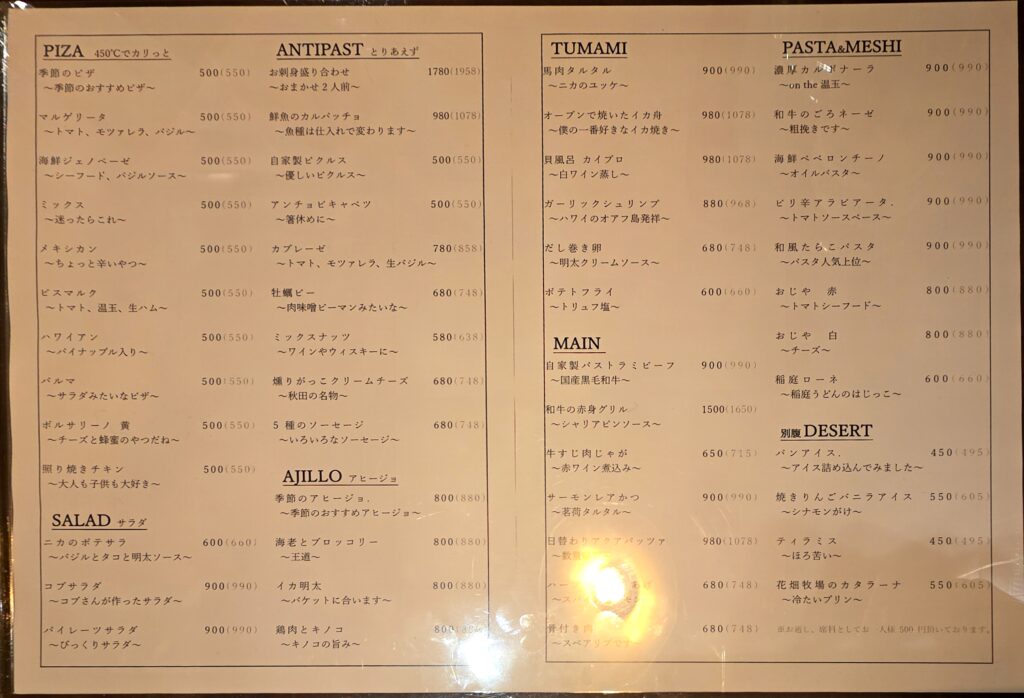 PIZA 450℃でカリっと
季節のピザ 500(550)
～季節のおすすめピザ～
マルゲリータ 500(550)
～トマト、モツァレラ、バジル～
海鮮ジェノベーゼ 500(550)
～シーフード、バジルソース～
ミックス 500(550)
～迷ったらこれ～
メキシカン 500(550)
～ちょっと辛いやつ～
ビスマルク 500(550)
～トマト、温玉、生ハム～
ハワイアン 500(550)
～パイナップル入り～
パルマ 500(550)
～サラダみたいなピザ～
ボルサリーノ 黄 500(550)
～チーズと蜂蜜のやつだね～
照り焼きチキン 500(550)
～大人も子供も大好き～
SALAD サラダ
ニカのポテサラ 600(660)
～バジルとタコと明太ソース～
コブサラダ 900(990)
～コブさんが作ったサラダ～
パイレーツサラダ 900(990)
～びっくりサラダ～
ANTIPAST とりあえず
お刺身盛り合わせ 1780(1958)
～おまかせ2人前～
鮮魚のカルパッチョ 980(1078)
～魚種は仕入れで変わります～
自家製ピクルス 500(550)
～優しいピクルス～
アンチョビキャベツ 500(550)
～箸休めに～
カプレーゼ 780(858)
～トマト、モツァレラ、生バジル～
牡蠣ピー 680(748)
～肉味噌ピーマンみたいな～
ミックスナッツ 580(638)
～ワインやウィスキーに～
燻りがっこクリームチーズ 680(748)
～秋田の名物～
5 種のソーセージ 680(748)
～いろいろなソーセージ～
AJILLO アヒージョ
季節のアヒージョ. 800(880)
～季節のおすすめアヒージョ～
海老とブロッコリー 800(880)
～王道～
イカ明太 800(880)
～バケットに合います～
鶏肉とキノコ 800
～キノコの旨み～
TUMAMI
馬肉タルタル 900(990)
～ニカのユッケ～
オーブンで焼いたイカ舟 980(1078)
～僕の一番好きなイカ焼き～
貝風呂 カイブロ 980(1078)
～白ワイン蒸し～
ガーリックシュリンプ 880(968)
～ハワイのオアフ島発祥～
だし巻き卵 680(748)
～明太クリームソース～
ポテトフライ 600(660)
～トリュフ塩～
MAIN
自家製パストラミビーフ 900(990)
～国産黒毛和牛～
和牛の赤身グリル 1500(1650)
～シャリアピンソース～
牛すじ肉じゃが 650(715)
～赤ワイン煮込み～
サーモンレアかつ 900(990)
～茗荷タルタル～
日替わりアクアパッツァ 980(1078)
～数量
ハー 680(748)
～スパ
骨付き肉 680(748)
～スペアリブです～
PASTA&MESHI
濃厚カルボナーラ 900(990)
～on the 温玉～
和牛のごろネーゼ 900(990)
～粗挽きです～
海鮮ペペロンチーノ 900(990)
～オイルパスタ～
ピリ辛アラビアータ. 900(990)
～トマトソースベース～
和風たらこパスタ 900(990)
～パスタ人気上位～
おじや 赤 800(880)
～トマトシーフード～
おじや 白 800(880)
～チーズ～
稲庭ローネ 600(660)
～稲庭うどんのはじっこ～
別腹 DESERT
パンアイス. 450(495)
～アイス詰め込んでみました～
焼きりんごバニラアイス 550(605)
～シナモンがけ～
ティラミス 450(495)
～ほろ苦い～
花畑牧場のカタラーナ 550(605)
～冷たいプリン～
※お通し、席料としてお一人様500円頂いております。